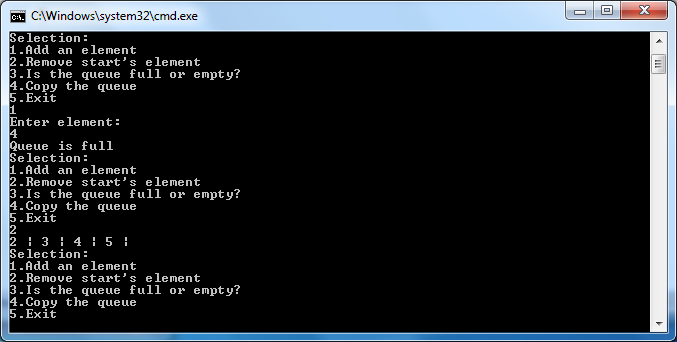 C:\Windows\system32\cmd.exe
Selection:
1.Add an element
2.Remove start's element
3.Is the queue full or empty?
4.Copy the queue
5.Exit
1
Enter element:
4
Queue is full
Selection:
1.Add an element
2.Remove start's element
3.Is the queue full or empty?
4.Copy the queue
5.Exit
2
2 | 3 | 4 | 5 |
Selection:
1.Add an element
2.Remove start's element
3.Is the queue full or empty?
4.Copy the queue
5.Exit